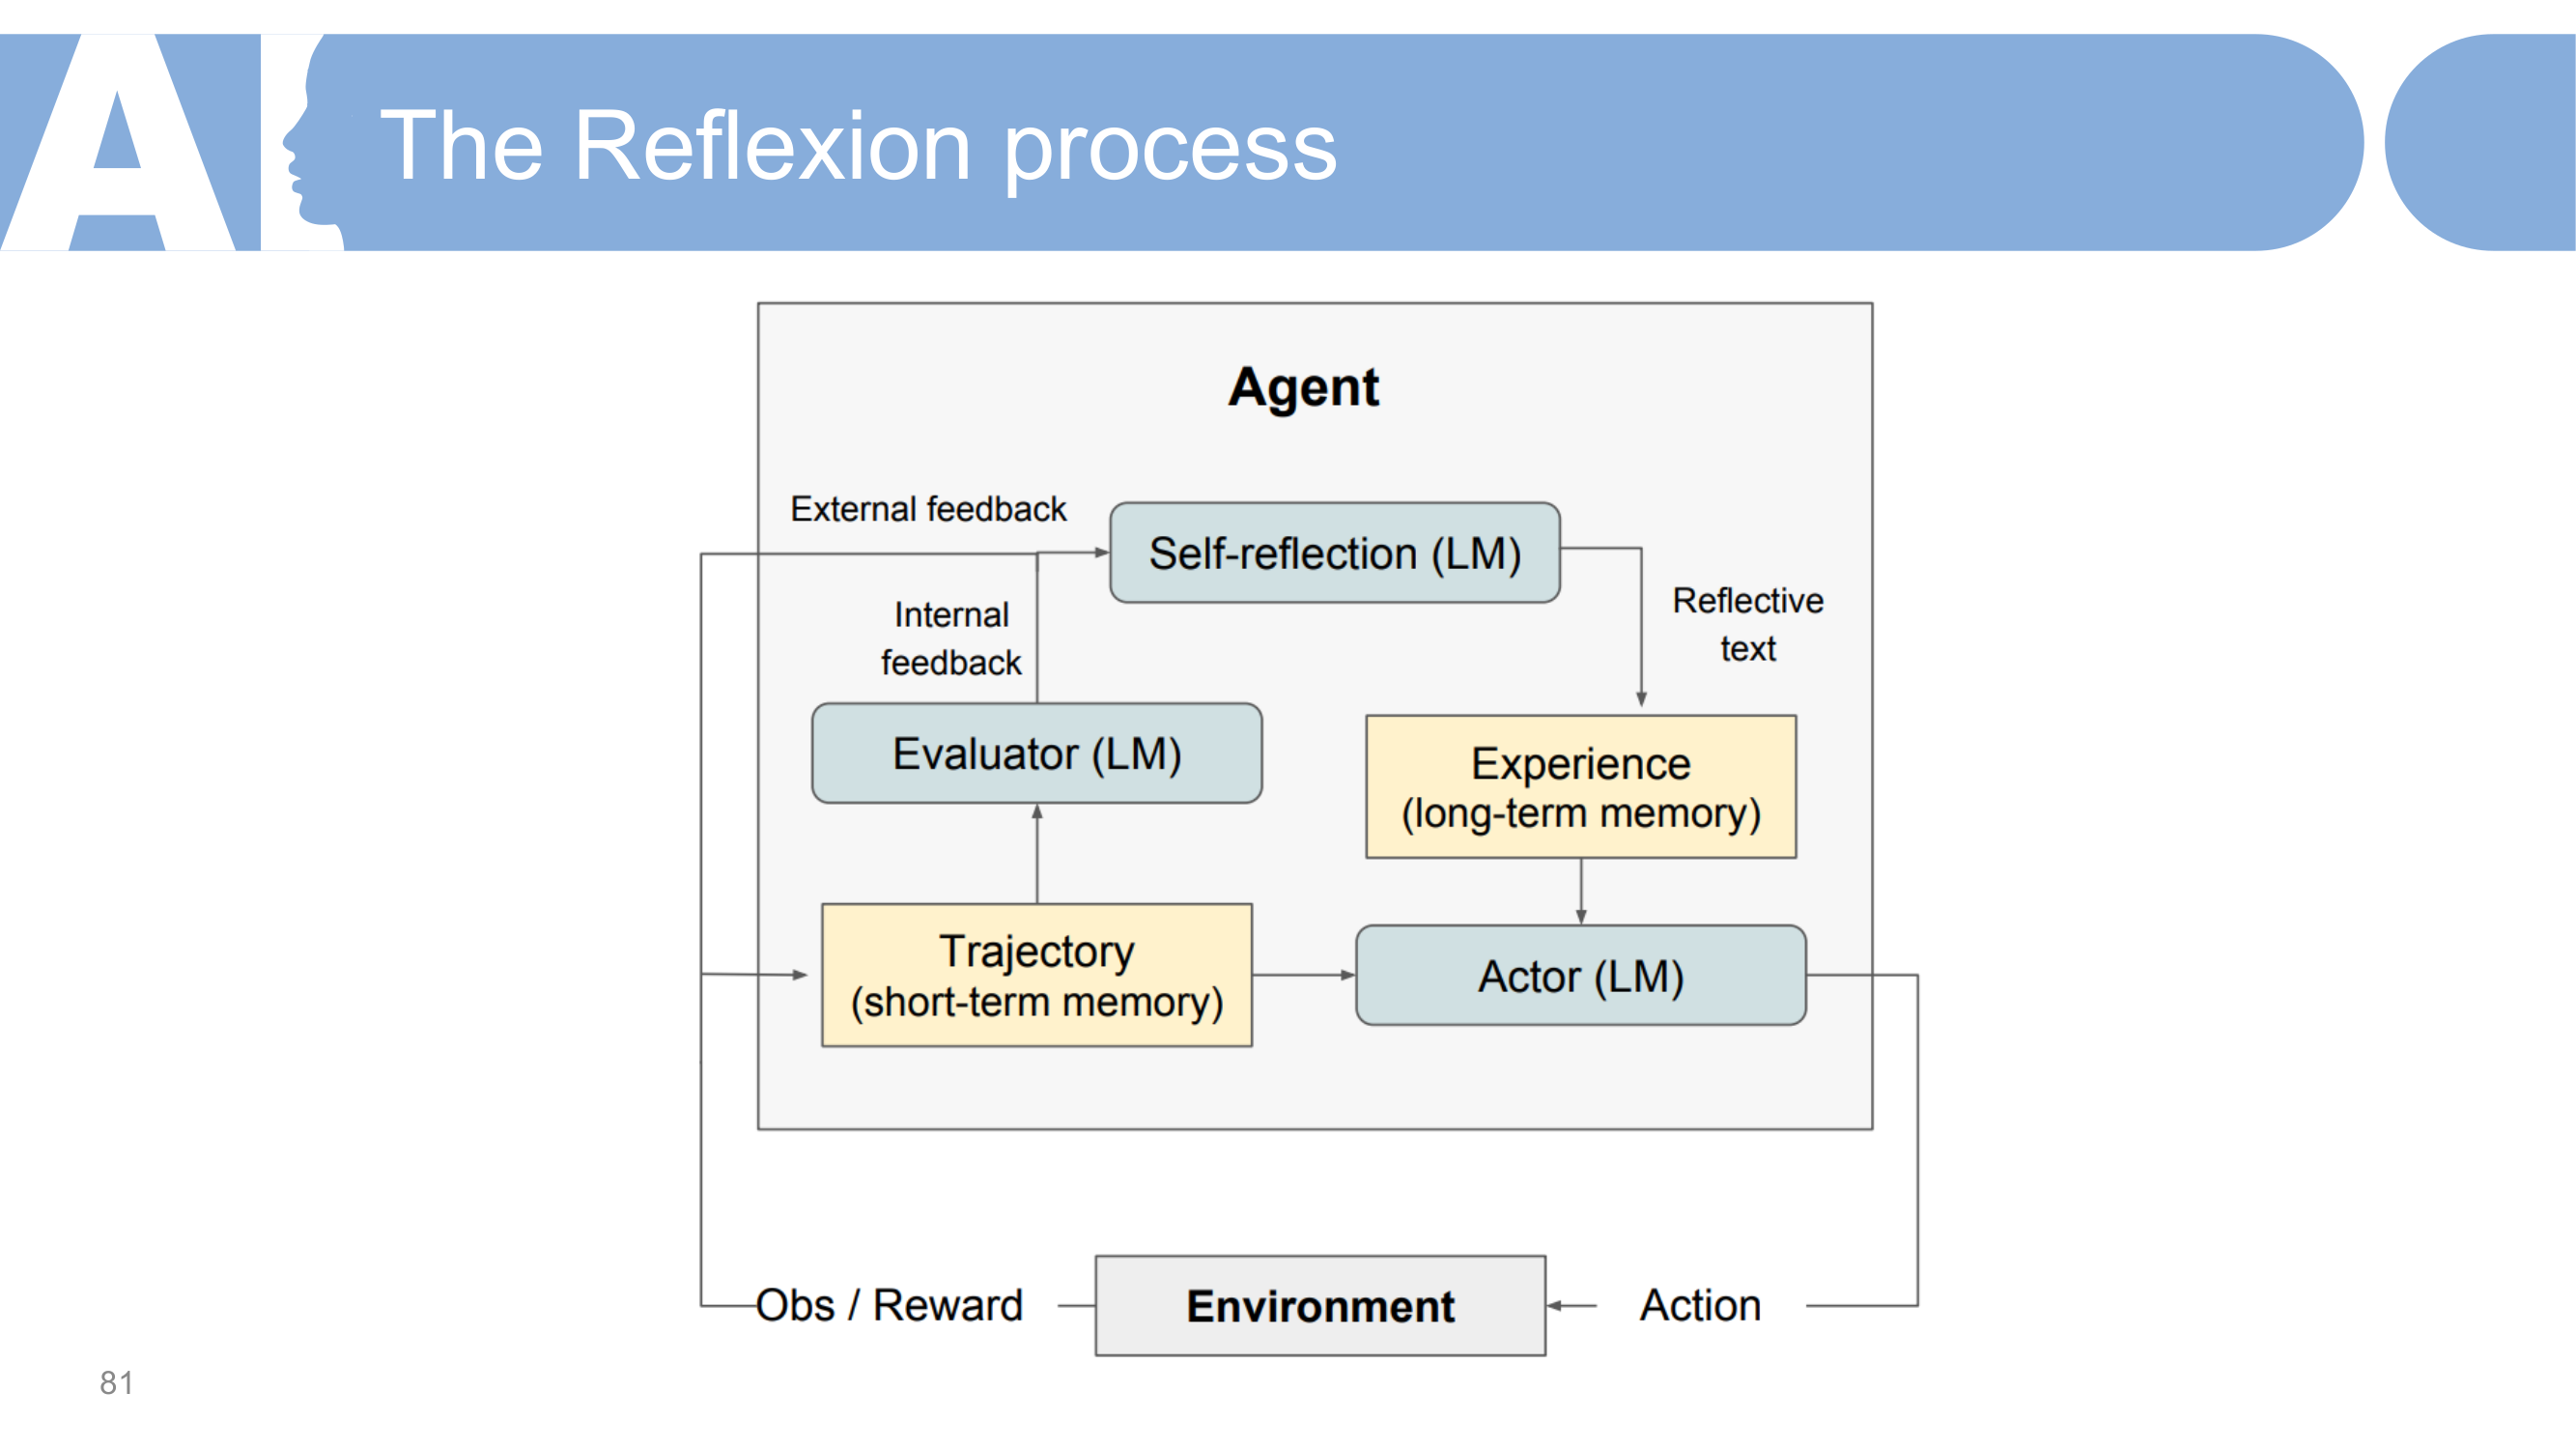 AI
The Reflexion process
Agent
External feedback
Self-reflection (LM)
Internal
feedback
Reflective
text
Evaluator (LM)
Experience
(long-term memory)
Trajectory
(short-term memory)
Actor (LM)
Obs / Reward
Environment
Action
81